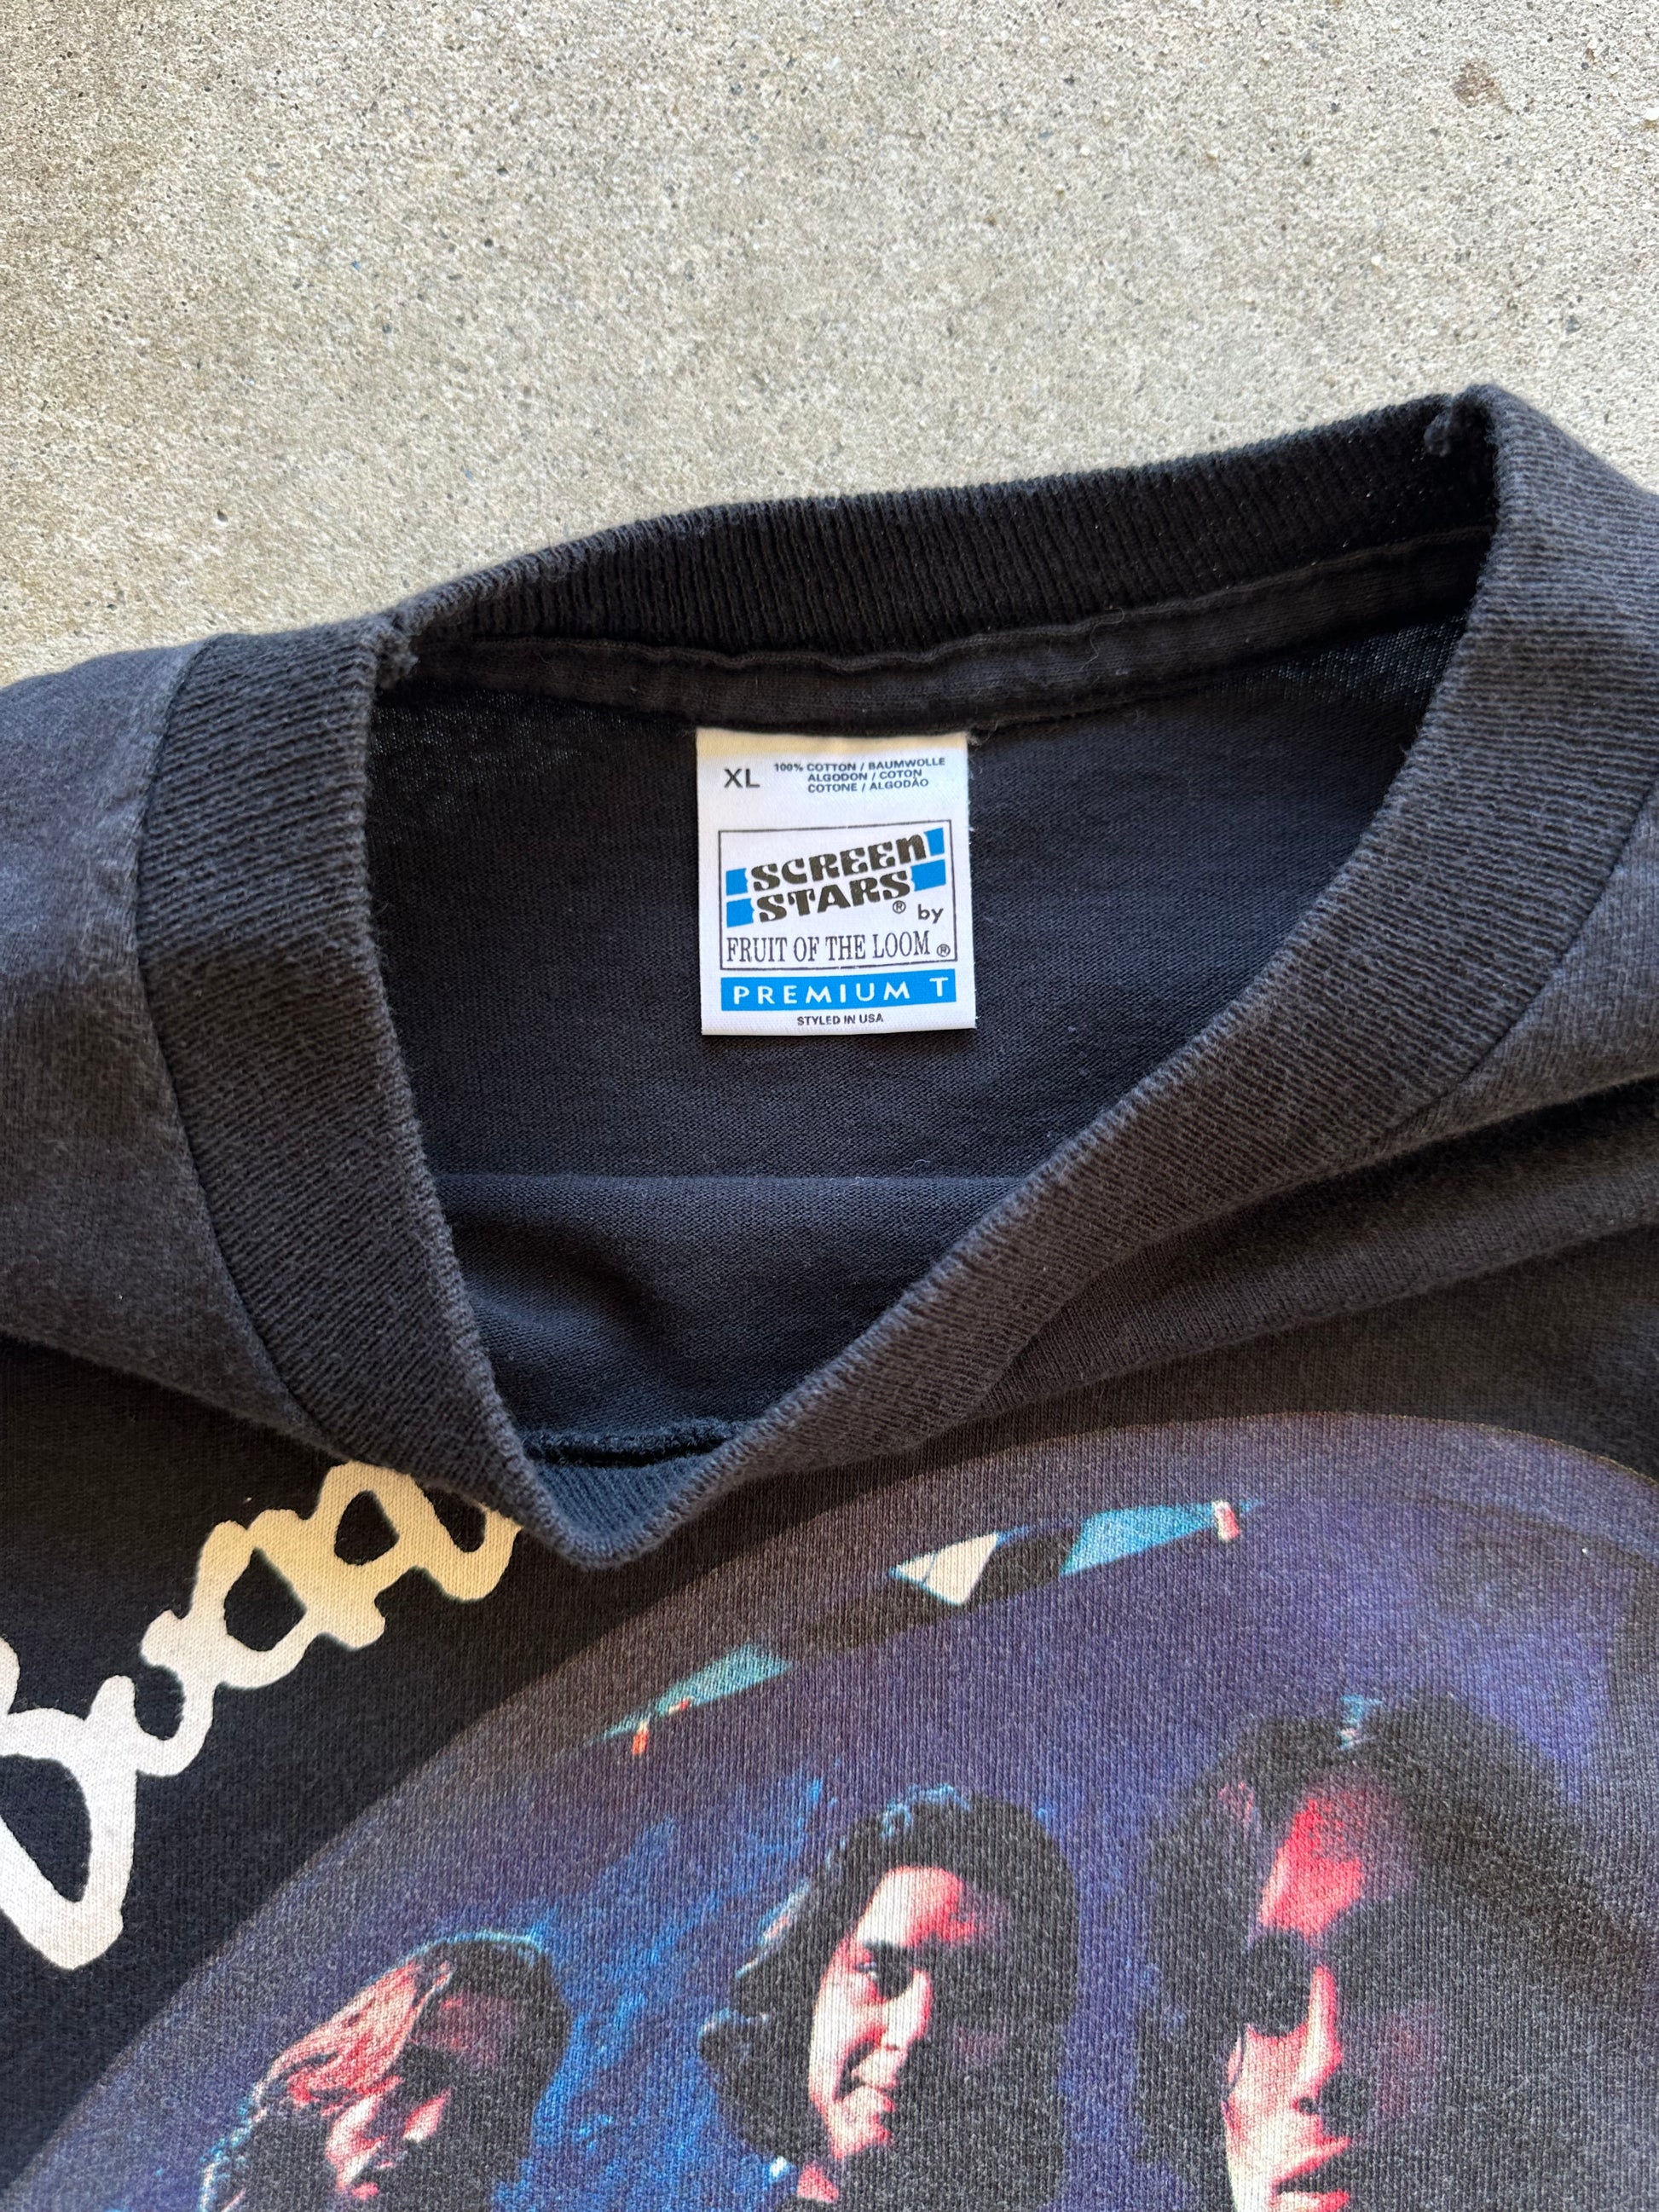 XL
100% COTTON / BAUMWOLLE
ALGODON / COTON
COTONE / ALGODÃO
SCREEN
STARS® by
FRUIT OF THE LOOM®
PREMIUM T
STYLED IN USA